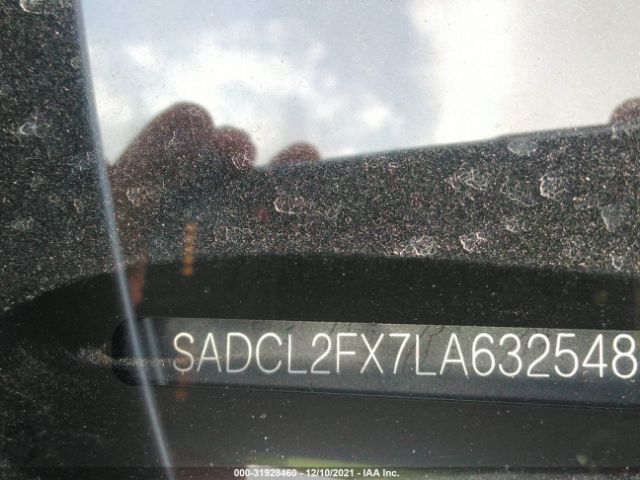 SADCL2FX7LA632548
000-31928460 - 12/10/2021 - IAA Inc.